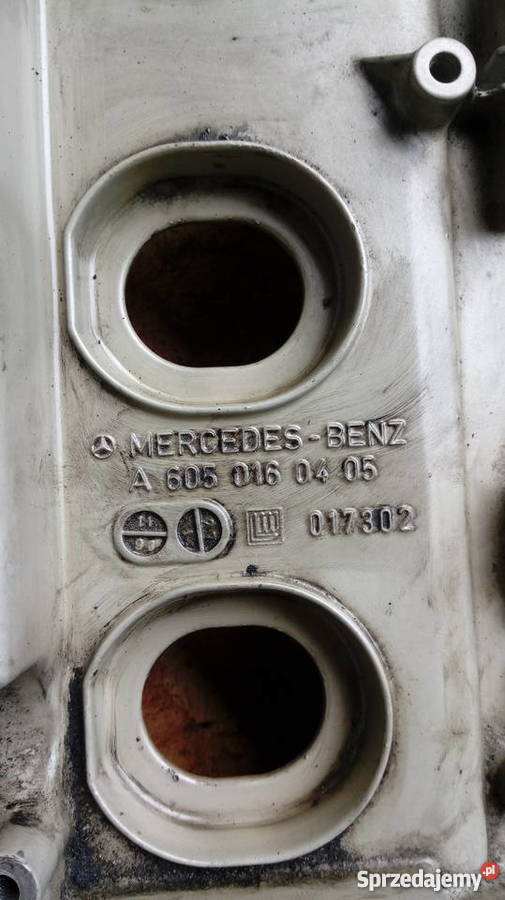 MERCEDES-BENZ
A 605 016 04 05
017302
Sprzedajemy.pl